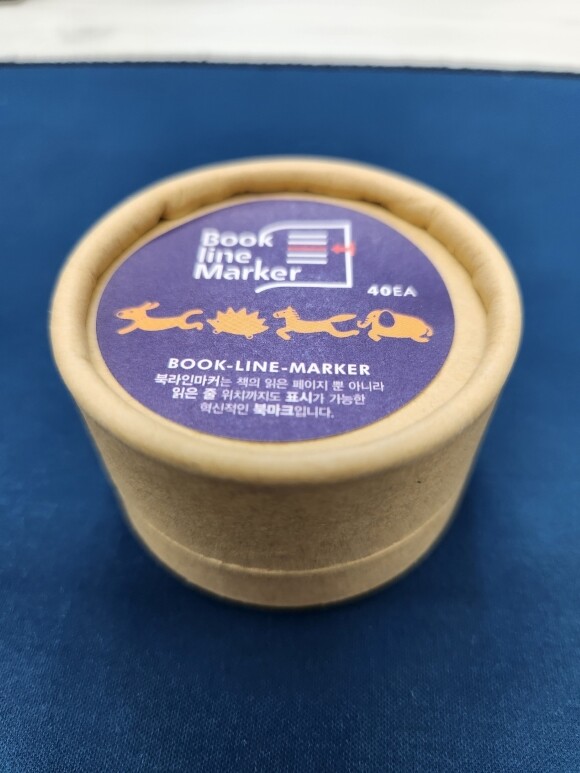 Book
line
Marker
40EA
BOOK-LINE-MARKER
북라인마커는 책의 읽은 페이지 뿐 아니라
읽은 줄 위치까지도 표시가 가능한
혁신적인 북마크입니다.